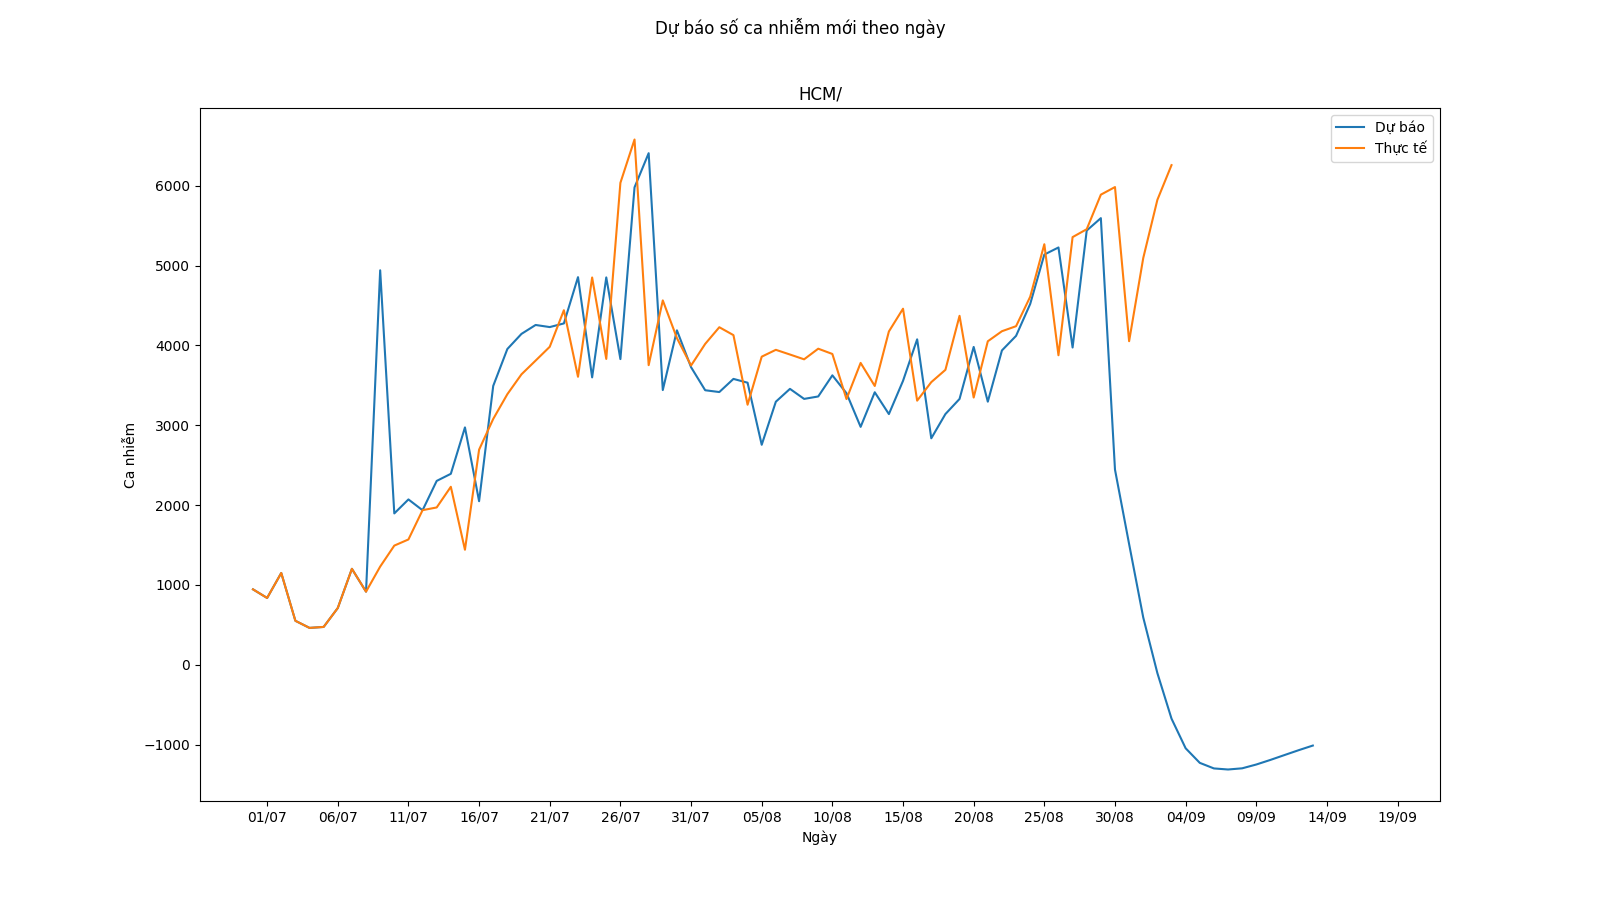 Dự báo số ca nhiễm mới theo ngày
HCM/
Dự báo
Thực tế
6000
5000
4000
3000
2000
1000
0
−1000
Ca nhiễm
01/07 06/07 11/07 16/07 21/07 26/07 31/07 05/08 10/08 15/08 20/08 25/08 30/08 04/09 09/09 14/09 19/09
Ngày